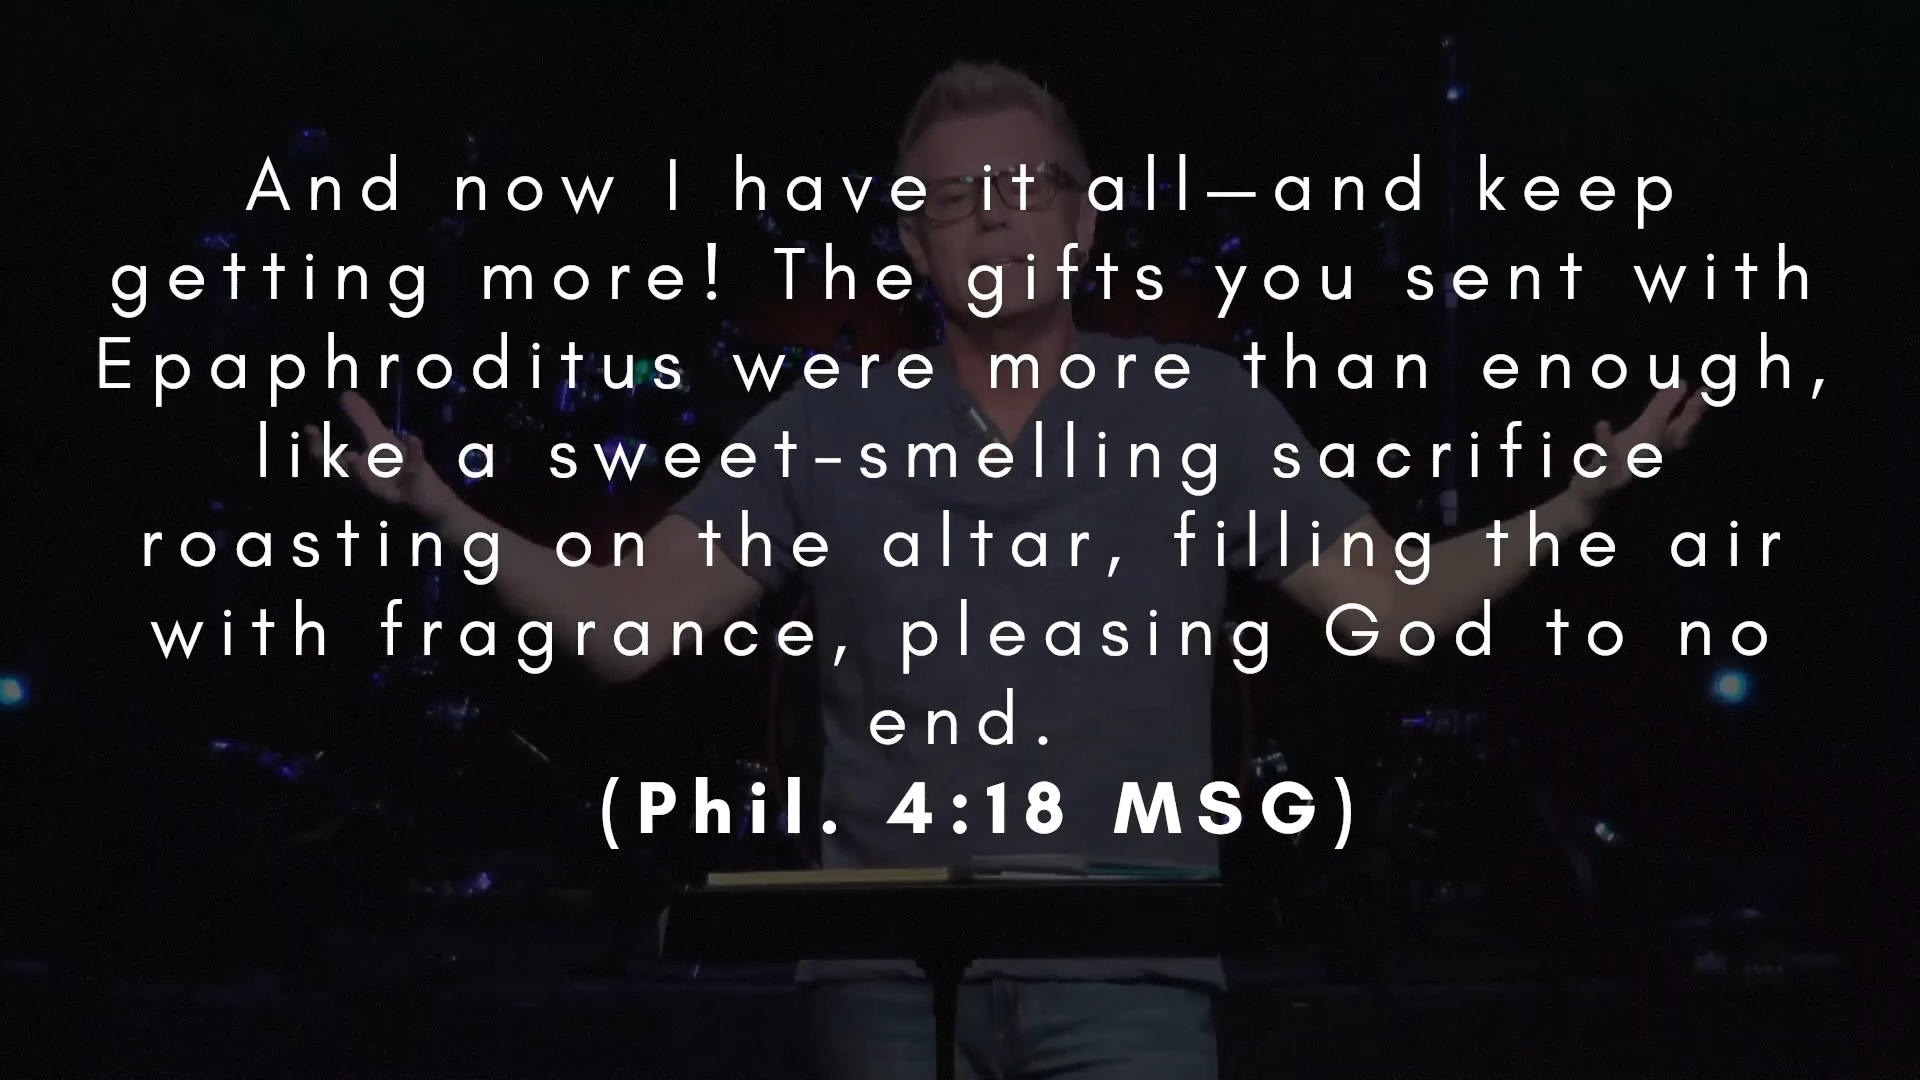 And now I have it all—and keep
getting more! The gifts you sent with
Epaphroditus were more than enough,
like a sweet-smelling sacrifice
roasting on the altar, filling the air
with fragrance, pleasing God to no
end.
(Phil. 4:18 MSG)